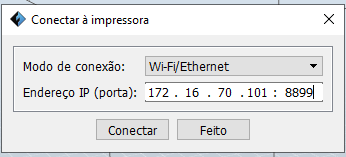 Conectar à impressora
Modo de conexão: Wi-Fi/Ethernet
Endereço IP (porta): 172 . 16 . 70 .101 : 8899
Conectar Feito